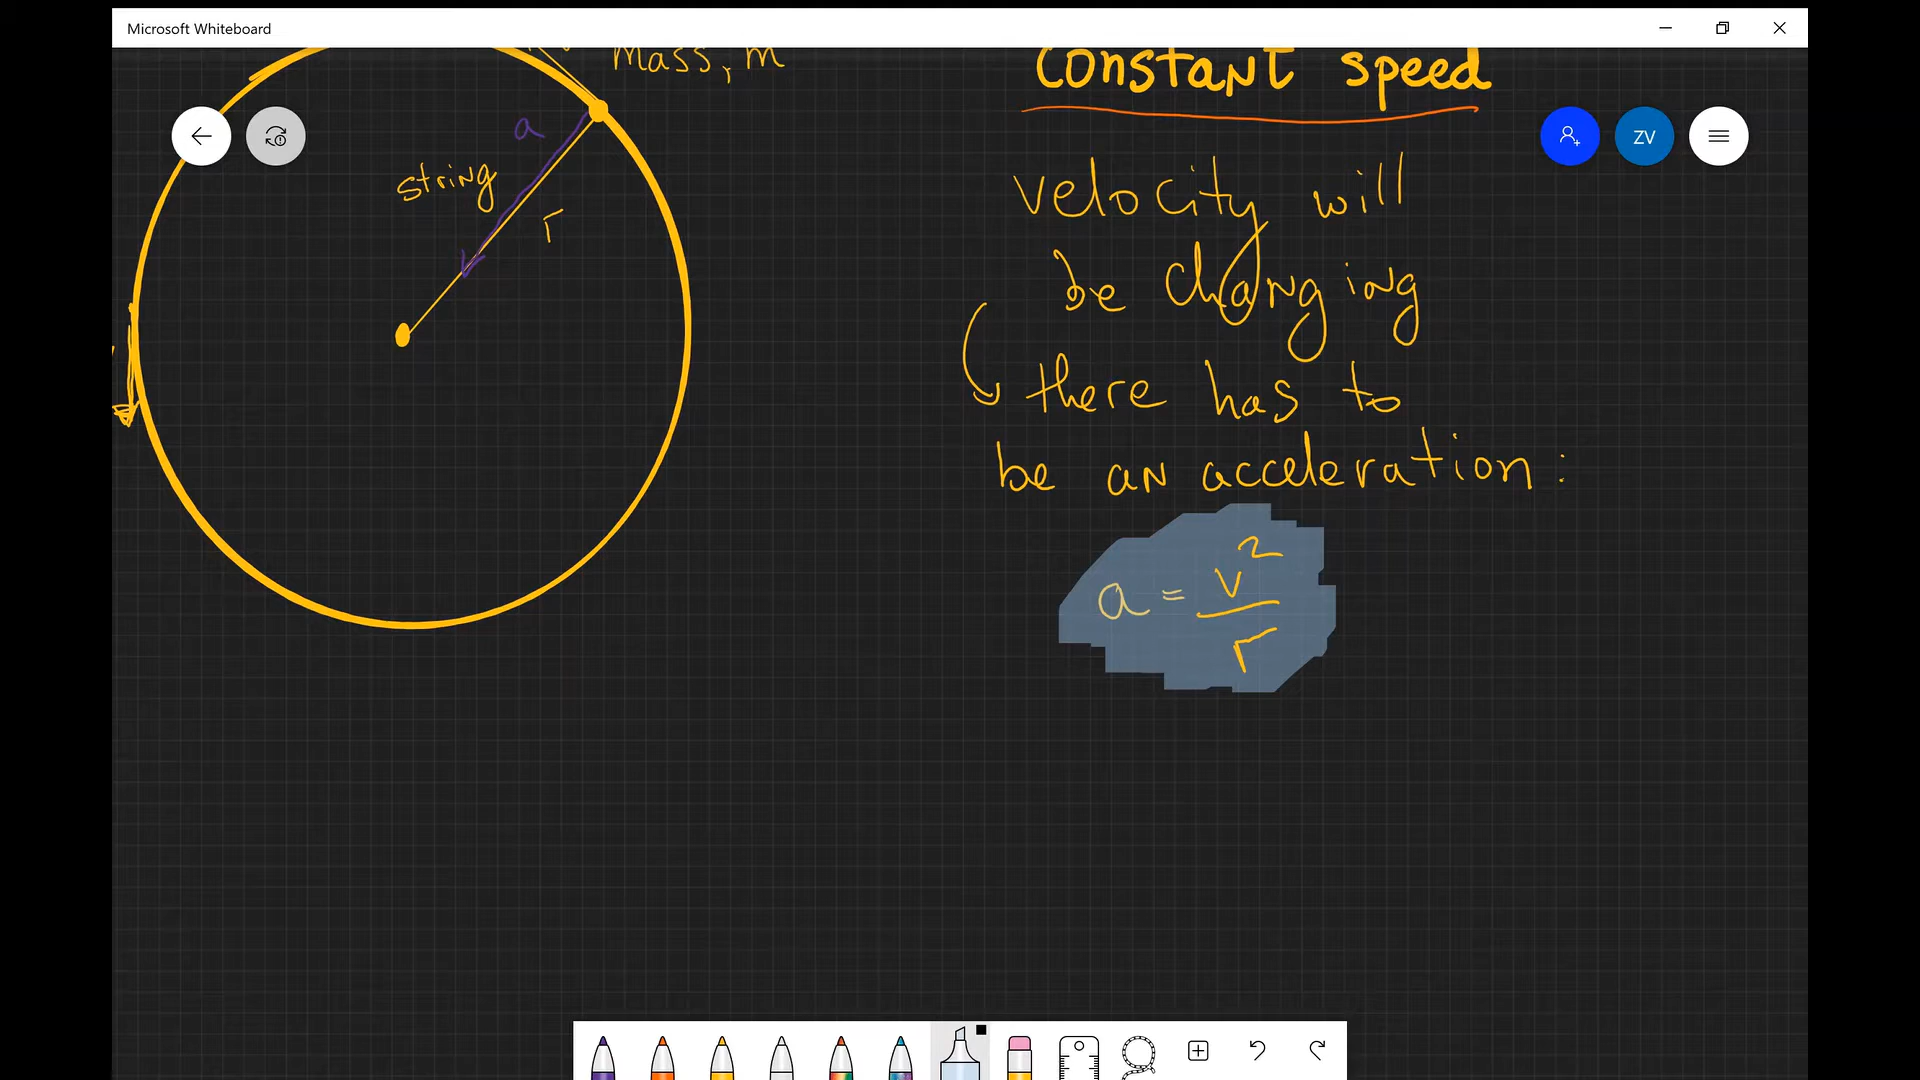 Microsoft Whiteboard
mass, m
constant speed
a
string
r
ZV
velocity will
be changing
there has to
be an acceleration:
a = v²/r